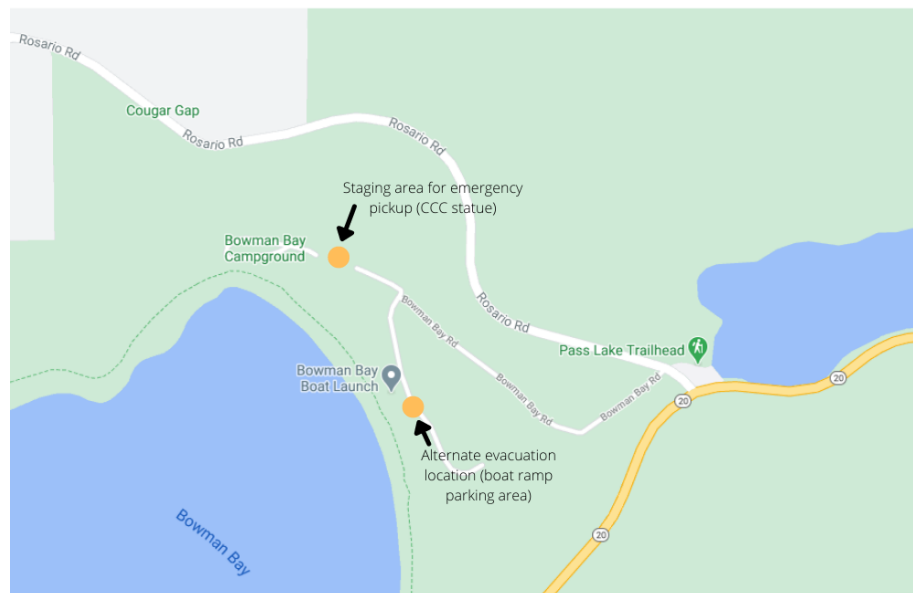 Rosario Rd
Cougar Gap
Rosario Rd
Rosario Rd
Staging area for emergency
pickup (CCC statue)
Bowman Bay
Campground
Rosario Rd
Bowman Bay Rd
Pass Lake Trailhead
Bowman Bay
Boat Launch
Bowman Bay Rd
Bowman Bay Rd
20
20
Alternate evacuation
location (boat ramp
parking area)
Bowman Bay
20